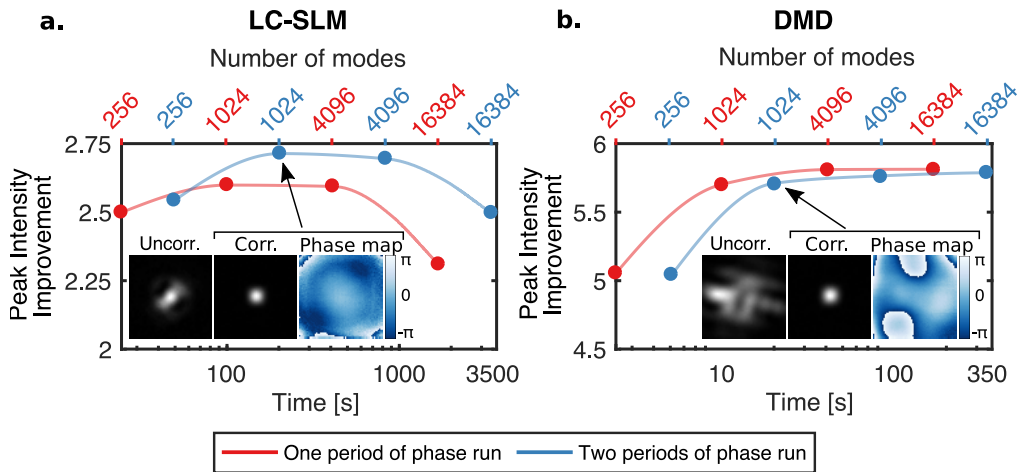 a.
LC-SLM
Number of modes
256
256
1024
1024
4096
4096
16384
16384
2.75
2.5
2.25
2
Peak Intensity
Improvement
Uncorr.
Corr.
Phase map
π
0
-π
100
1000
3500
Time [s]
b.
DMD
Number of modes
256
256
1024
1024
4096
4096
16384
16384
6
5.5
5
4.5
Peak Intensity
Improvement
Uncorr.
Corr.
Phase map
π
0
-π
10
100
350
Time [s]
One period of phase run
Two periods of phase run